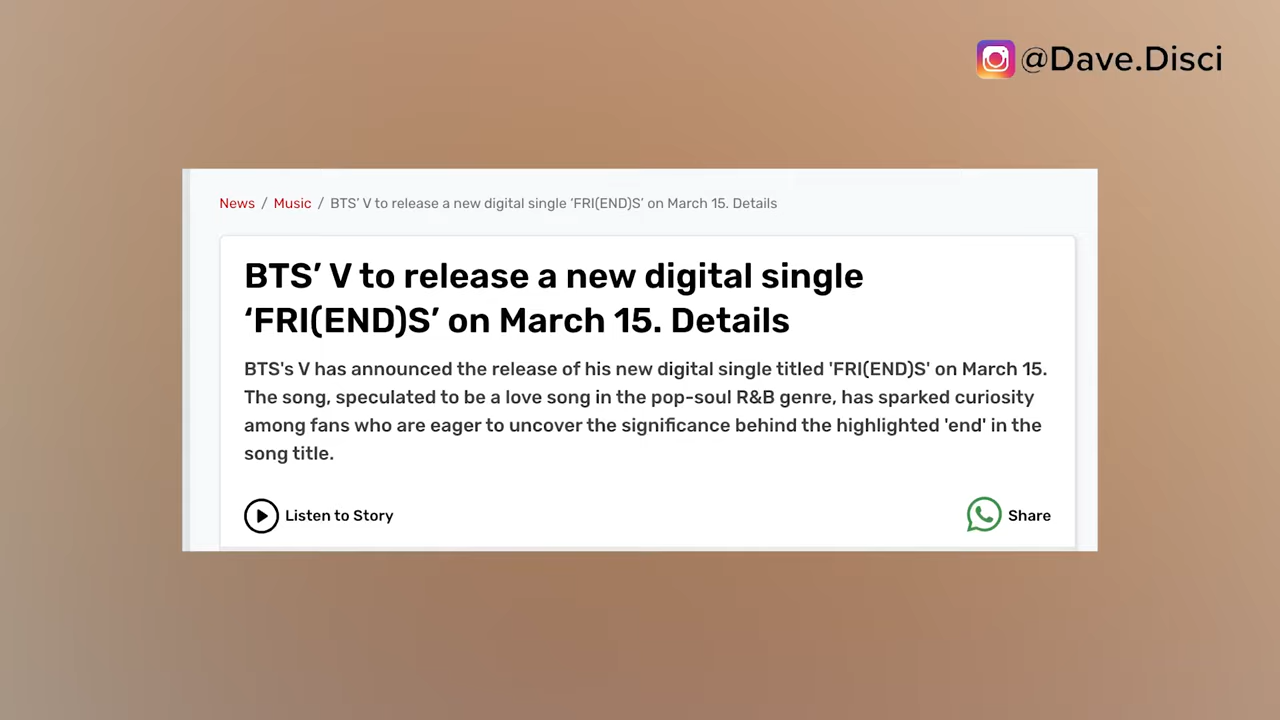 @Dave.Disci
News / Music / BTS’ V to release a new digital single ‘FRI(END)S’ on March 15. Details
BTS’ V to release a new digital single
‘FRI(END)S’ on March 15. Details
BTS's V has announced the release of his new digital single titled 'FRI(END)S' on March 15.
The song, speculated to be a love song in the pop-soul R&B genre, has sparked curiosity
among fans who are eager to uncover the significance behind the highlighted 'end' in the
song title.
Listen to Story
Share